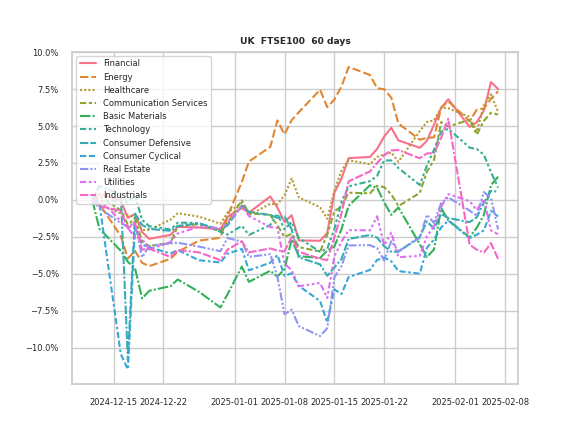 UK  FTSE100  60 days
10.0%
7.5%
5.0%
2.5%
0.0%
−2.5%
−5.0%
−7.5%
−10.0%
Financial
Energy
Healthcare
Communication Services
Basic Materials
Technology
Consumer Defensive
Consumer Cyclical
Real Estate
Utilities
Industrials
2024-12-15 2024-12-22 2025-01-01 2025-01-08 2025-01-15 2025-01-22 2025-02-01 2025-02-08